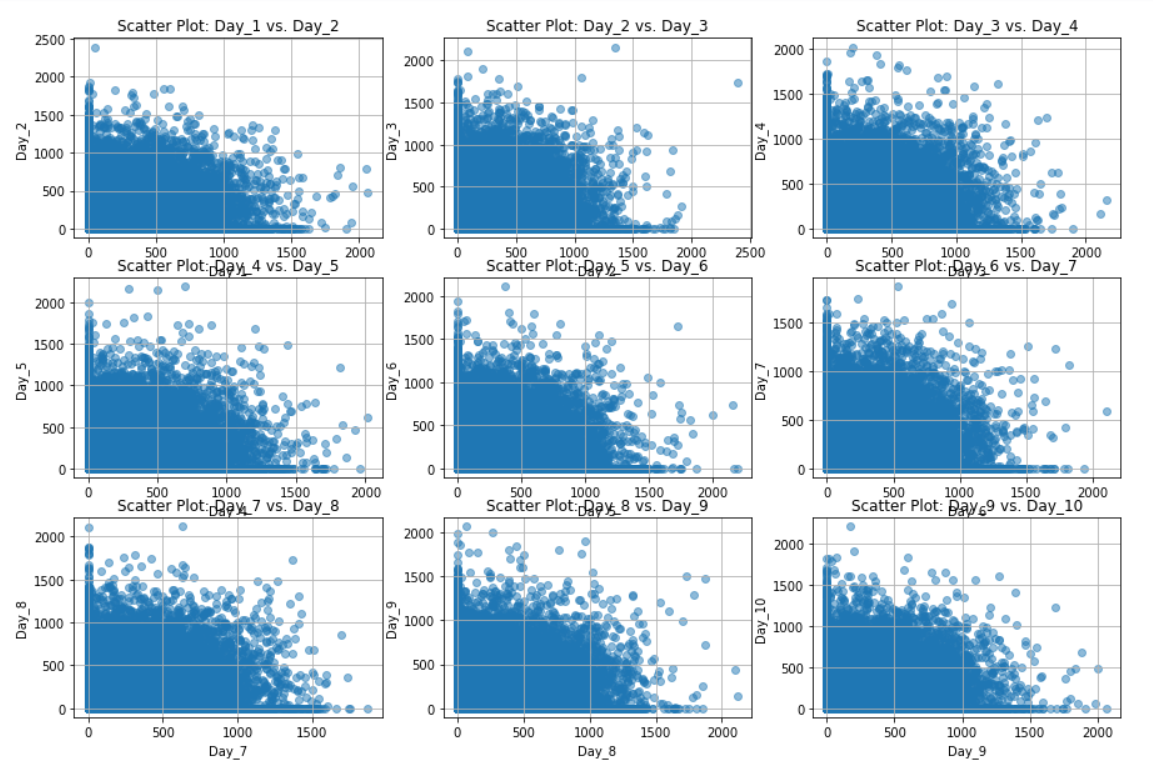 Scatter Plot: Day_1 vs. Day_2
Day_2
2500
2000
1500
1000
500
0
0 500 1000 1500 2000
Day_1
Scatter Plot: Day_2 vs. Day_3
Day_3
2000
1500
1000
500
0
0 500 1000 1500 2000 2500
Day_2
Scatter Plot: Day_3 vs. Day_4
Day_4
2000
1500
1000
500
0
0 500 1000 1500 2000
Day_3
Scatter Plot: Day_4 vs. Day_5
Day_5
2000
1500
1000
500
0
0 500 1000 1500 2000
Day_4
Scatter Plot: Day_5 vs. Day_6
Day_6
2000
1500
1000
500
0
0 500 1000 1500 2000
Day_5
Scatter Plot: Day_6 vs. Day_7
Day_7
1500
1000
500
0
0 500 1000 1500 2000
Day_6
Scatter Plot: Day_7 vs. Day_8
Day_8
2000
1500
1000
500
0
0 500 1000 1500
Day_7
Scatter Plot: Day_8 vs. Day_9
Day_9
2000
1500
1000
500
0
0 500 1000 1500 2000
Day_8
Scatter Plot: Day_9 vs. Day_10
Day_10
2000
1500
1000
500
0
0 500 1000 1500 2000
Day_9